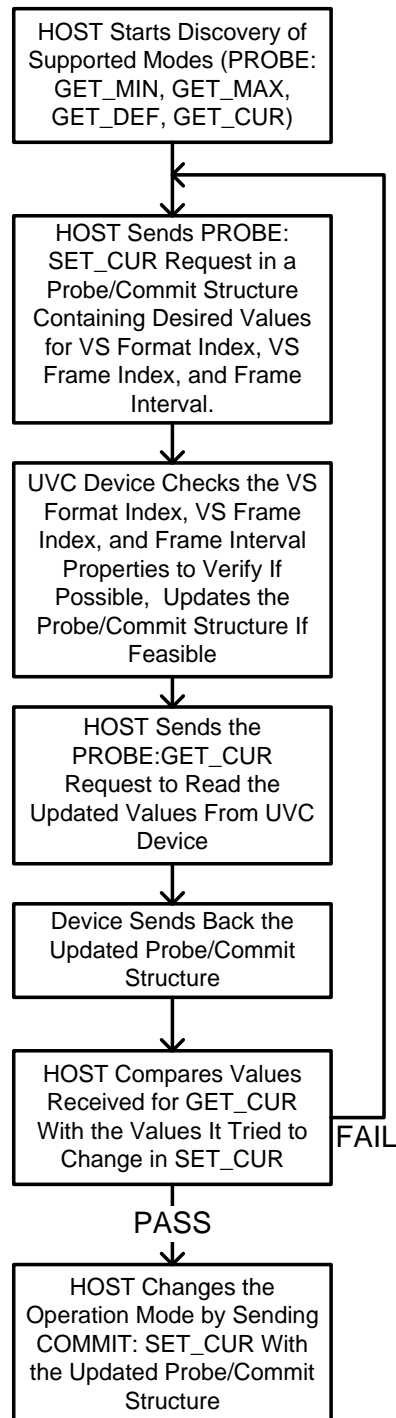 HOST Starts Discovery of
Supported Modes (PROBE:
GET_MIN, GET_MAX,
GET_DEF, GET_CUR)
HOST Sends PROBE:
SET_CUR Request in a
Probe/Commit Structure
Containing Desired Values
for VS Format Index, VS
Frame Index, and Frame
Interval.
UVC Device Checks the VS
Format Index, VS Frame
Index, and Frame Interval
Properties to Verify If
Possible, Updates the
Probe/Commit Structure If
Feasible
HOST Sends the
PROBE:GET_CUR
Request to Read the
Updated Values From UVC
Device
Device Sends Back the
Updated Probe/Commit
Structure
HOST Compares Values
Received for GET_CUR
With the Values It Tried to
Change in SET_CUR
FAIL
PASS
HOST Changes the
Operation Mode by Sending
COMMIT: SET_CUR With
the Updated Probe/Commit
Structure